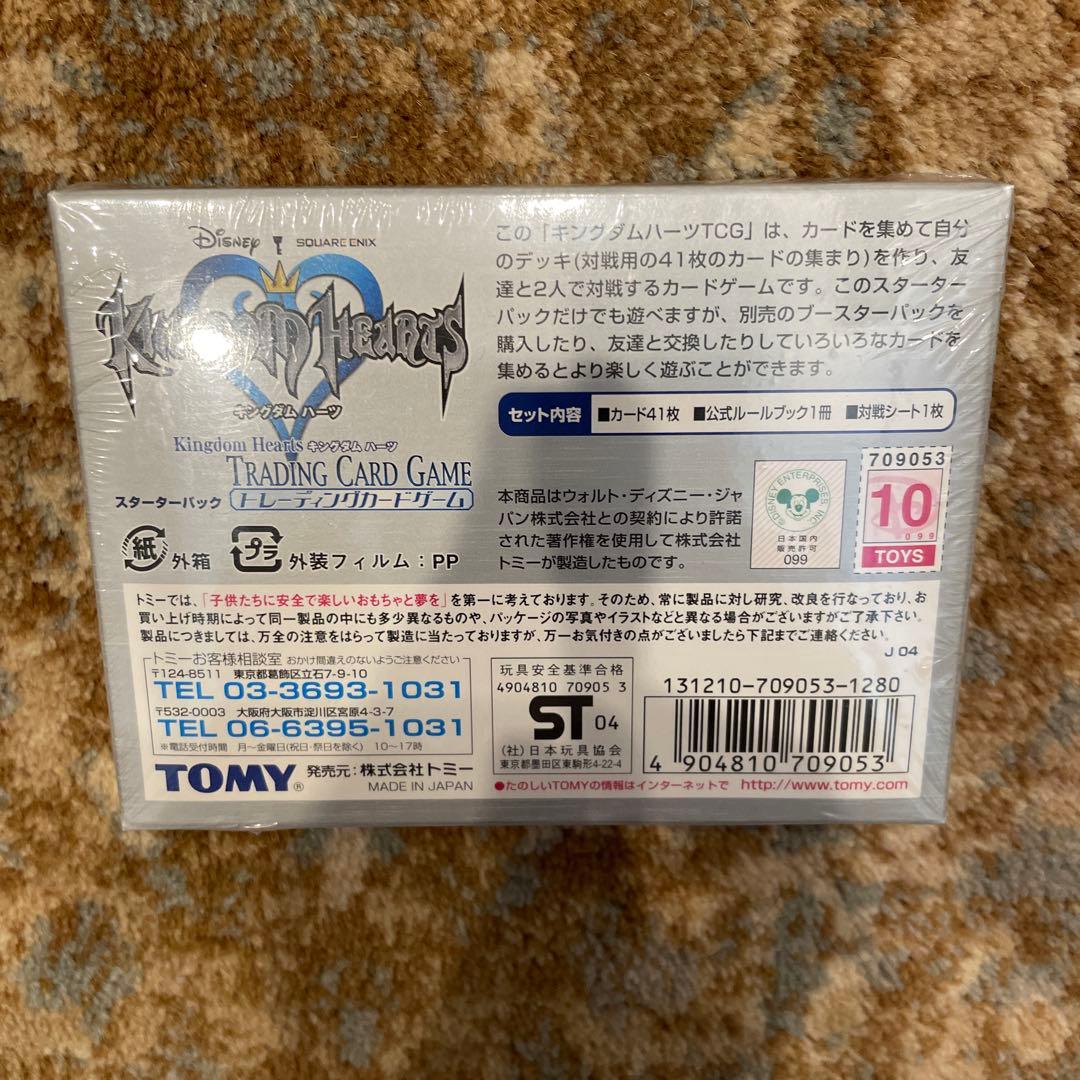 Disney
SQUARE ENIX
KINGDOM HEARTS
キングダム ハーツ
Kingdom Hearts キングダム ハーツ
TRADING CARD GAME
スターターパック トレーディングカードゲーム
紙 外箱 プラ 外装フィルム：PP
この「キングダムハーツTCG」は、カードを集めて自分
のデッキ(対戦用の41枚のカードの集まり)を作り、友
達と2人で対戦するカードゲームです。このスターター
パックだけでも遊べますが、別売のブースターパックを
購入したり、友達と交換したりしていろいろなカードを
集めるとより楽しく遊ぶことができます。
セット内容 ■カード41枚 ■公式ルールブック1冊 ■対戦シート1枚
本商品はウォルト・ディズニー・ジャ
パン株式会社との契約により許諾
された著作権を使用して株式会社
トミーが製造したものです。
©DISNEY ENTERPRISES INC.
日本国内
販売許可
099
709053
10
099
TOYS
トミーでは、「子供たちに安全で楽しいおもちゃと夢を」を第一に考えております。そのため、常に製品に対し研究、改良を行なっており、お
買い上げ時期によって同一製品の中にも多少異なるものや、パッケージの写真やイラストなどと異なる場合がございますがご了承下さい。
製品につきましては、万全の注意をはらって製造に当たっておりますが、万一お気付きの点がございましたら下記までご連絡ください。
J 04
トミーお客様相談室 おかけ間違えのないようご注意ください
〒124-8511 東京都葛飾区立石7-9-10
TEL 03-3693-1031
〒532-0003 大阪府大阪市淀川区宮原4-3-7
TEL 06-6395-1031
※電話受付時間 月〜金曜日(祝日・祭日を除く) 10〜17時
TOMY® 発売元：株式会社トミー
MADE IN JAPAN
玩具安全基準合格
4904810 70905 3
ST 04
(社)日本玩具協会
東京都墨田区東駒形4-22-4
131210-709053-1280
4 904810 709053
●たのしいTOMYの情報はインターネットで http://www.tomy.com